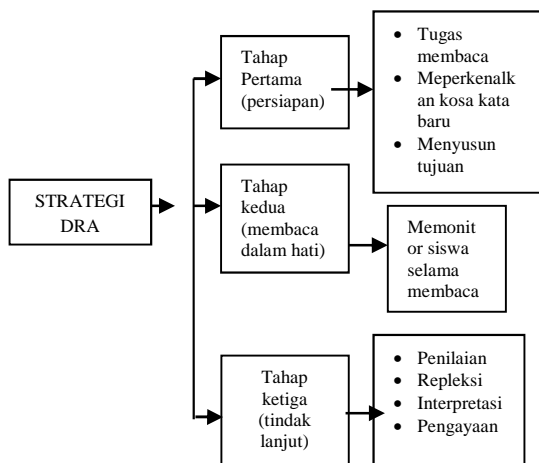 STRATEGI
DRA
Tahap
Pertama
(persiapan)
• Tugas
membaca
• Meperkenalk
an kosa kata
baru
• Menyusun
tujuan
Tahap
kedua
(membaca
dalam hati)
Memonit
or siswa
selama
membaca
Tahap
ketiga
(tindak
lanjut)
• Penilaian
• Repleksi
• Interpretasi
• Pengayaan